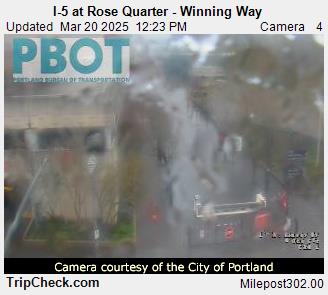 I-5 at Rose Quarter - Winning Way
Updated Mar 20 2025 12:23 PM Camera 4
PBOT
PORTLAND BUREAU OF TRANSPORTATION
Camera courtesy of the City of Portland
TripCheck.com Milepost302.00